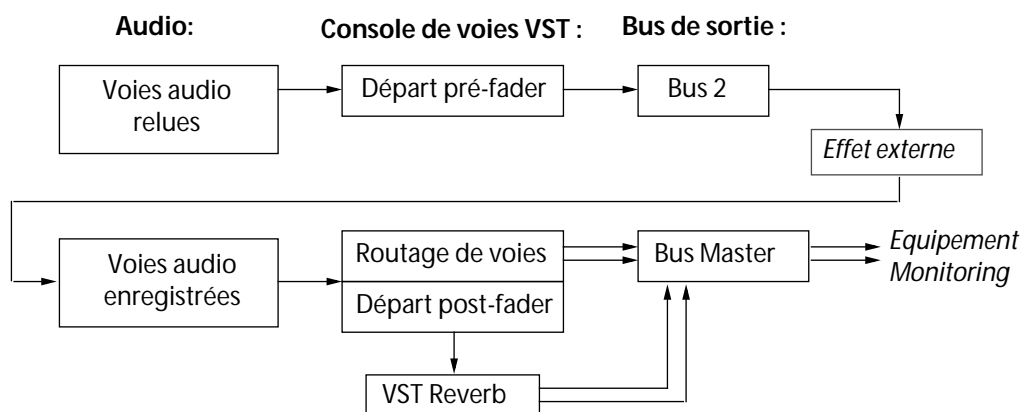 Audio:
Console de voies VST :
Bus de sortie :
Voies audio
relues
Départ pré-fader
Bus 2
Effet externe
Voies audio
enregistrées
Routage de voies
Départ post-fader
Bus Master
Equipement
Monitoring
VST Reverb